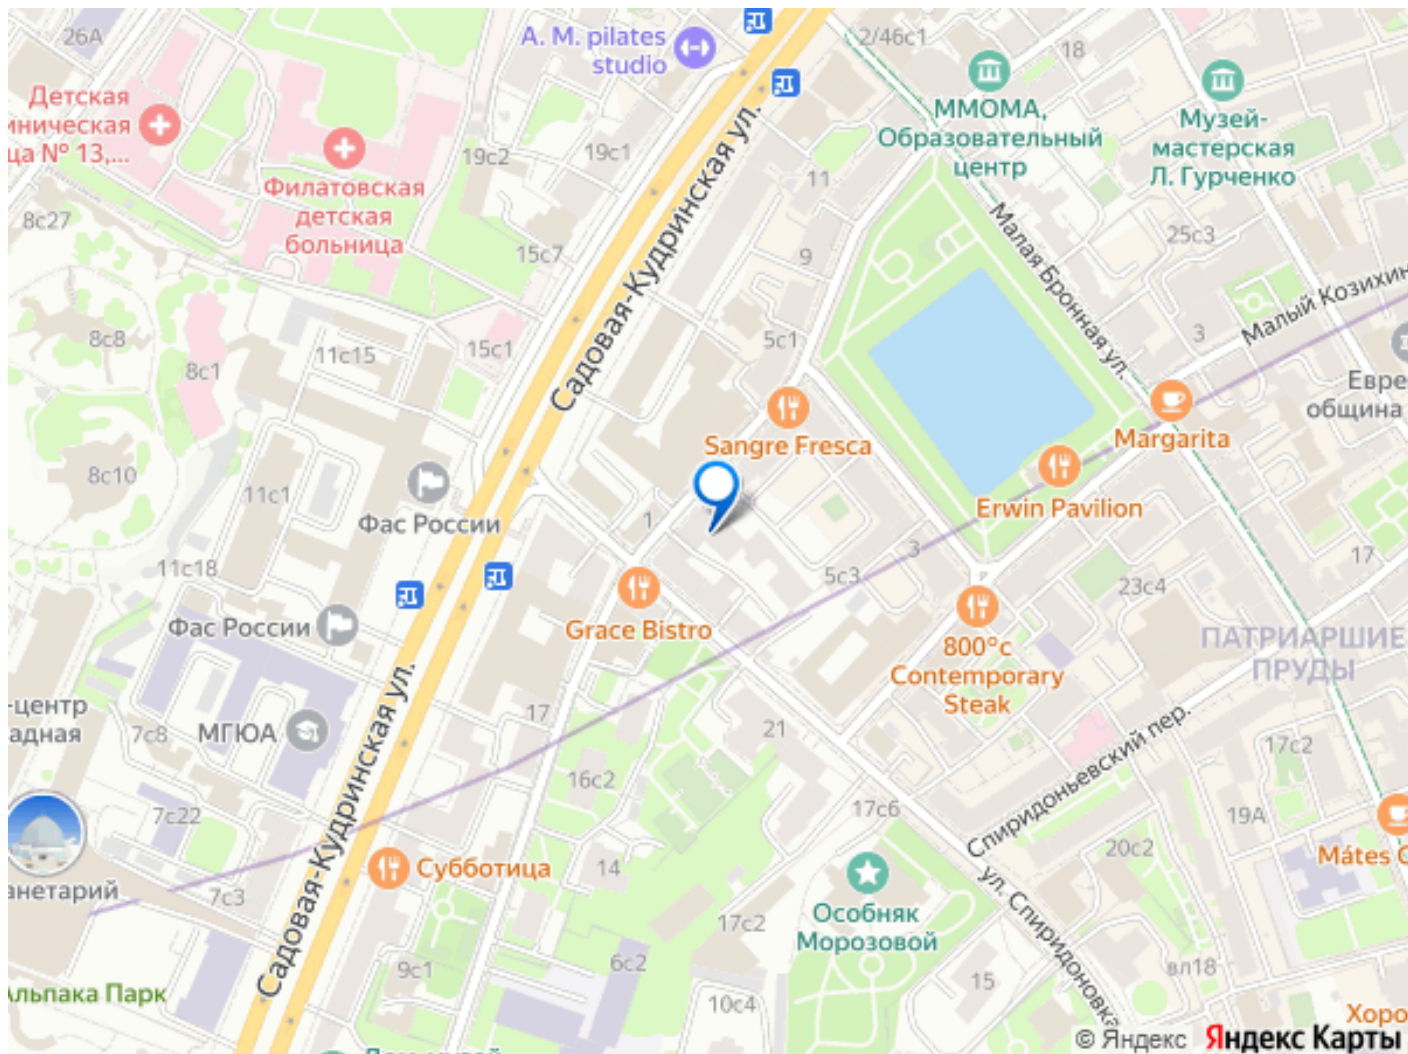 26А
A. M. pilates
studio
2/46с1
18
Детская
иническая
ца № 13,...
ММОМА,
Образовательный
центр
Музей-
мастерская
Л. Гурченко
Филатовская
детская
больница
19с2
19с1
11
8с27
15с7
9
25с3
Садовая-Кудринская ул.
Малая Бронная ул.
Малый Козихин
8с8
11с15
15с1
5с1
3
8с1
Евре
община
Sangre Fresca
Margarita
8с10
11с1
Фас России
1
Erwin Pavilion
3
17
11с18
5с3
23с4
Фас России
Grace Bistro
800°c
Contemporary
Steak
ПАТРИАРШИЕ
ПРУДЫ
-центр
адная
7с8
МГЮА
17
21
17с2
16с2
Спиридоньевский пер.
7с22
17с6
19А
Садовая-Кудринская ул.
Субботица
14
20с2
Mátes C
анетарий
7с3
ул. Спиридоновка
17с2
Особняк
Морозовой
9с1
6с2
15
вл18
льпака Парк
10с4
Хоро
© Яндекс Яндекс Карты